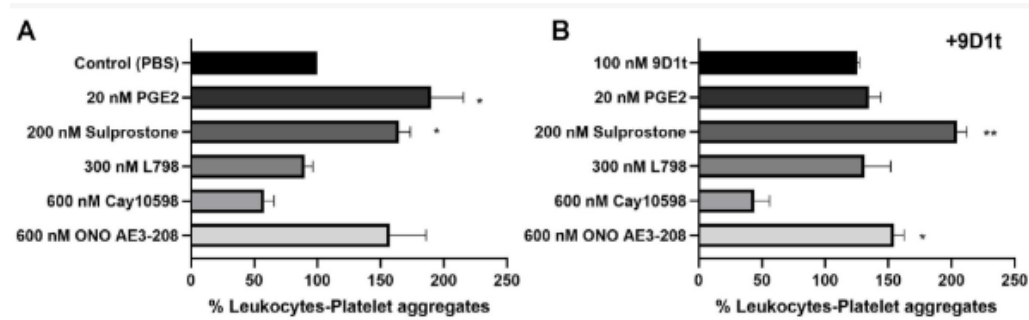 A
Control (PBS)
20 nM PGE2
*
200 nM Sulprostone
*
300 nM L798
600 nM Cay10598
600 nM ONO AE3-208
0 50 100 150 200 250
% Leukocytes-Platelet aggregates
B
+9D1t
100 nM 9D1t
20 nM PGE2
200 nM Sulprostone
**
300 nM L798
600 nM Cay10598
600 nM ONO AE3-208
*
0 50 100 150 200 250
% Leukocytes-Platelet aggregates